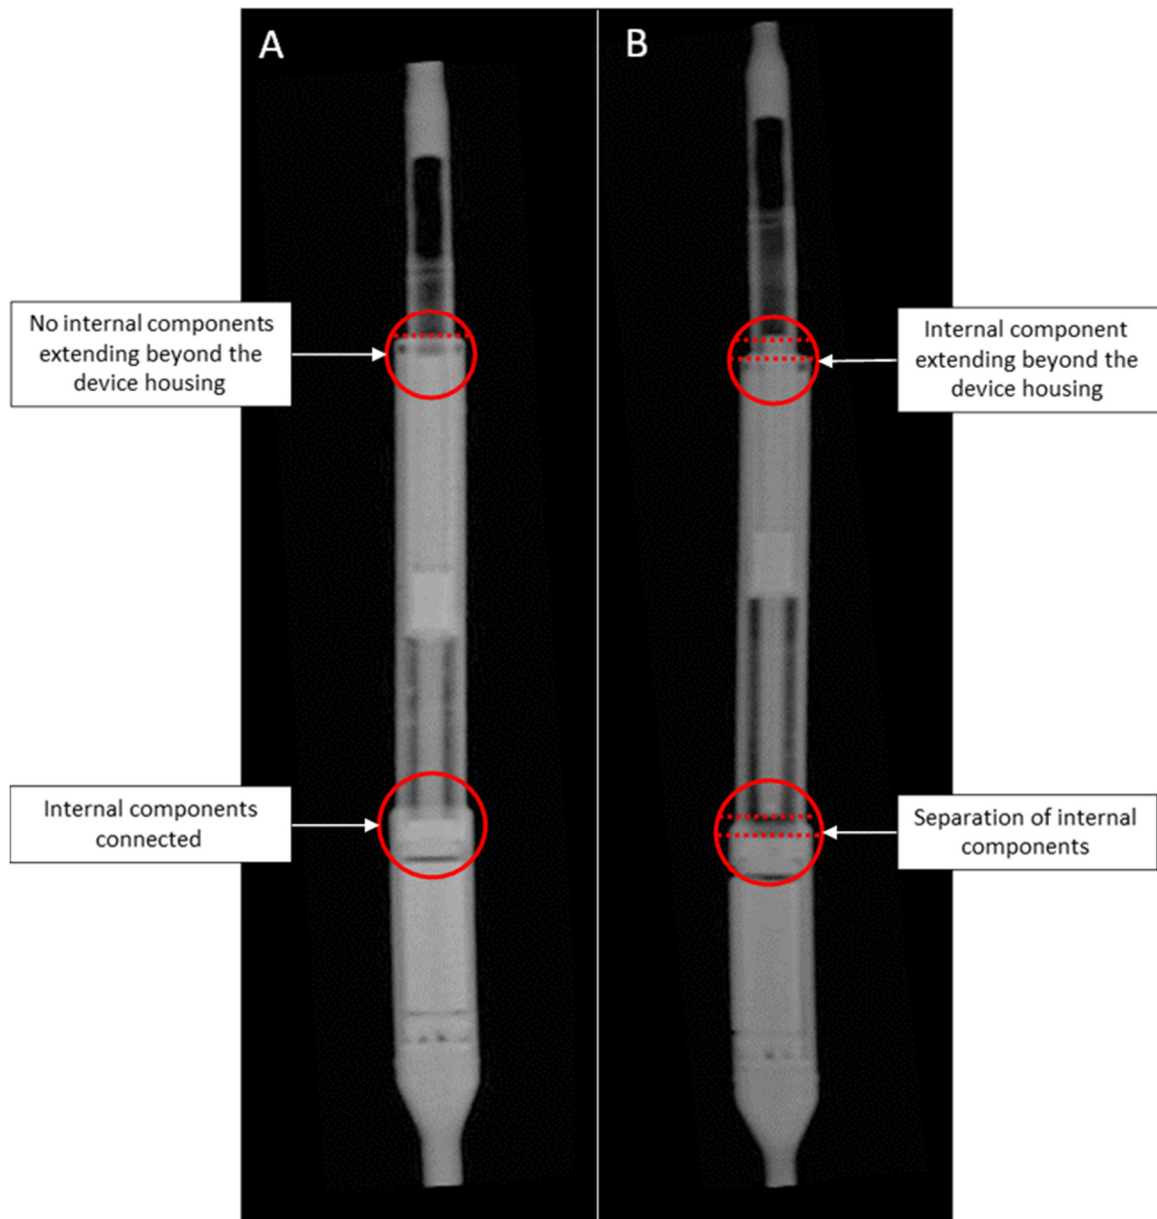 A
B
No internal components
extending beyond the
device housing
Internal component
extending beyond the
device housing
Internal components
connected
Separation of internal
components